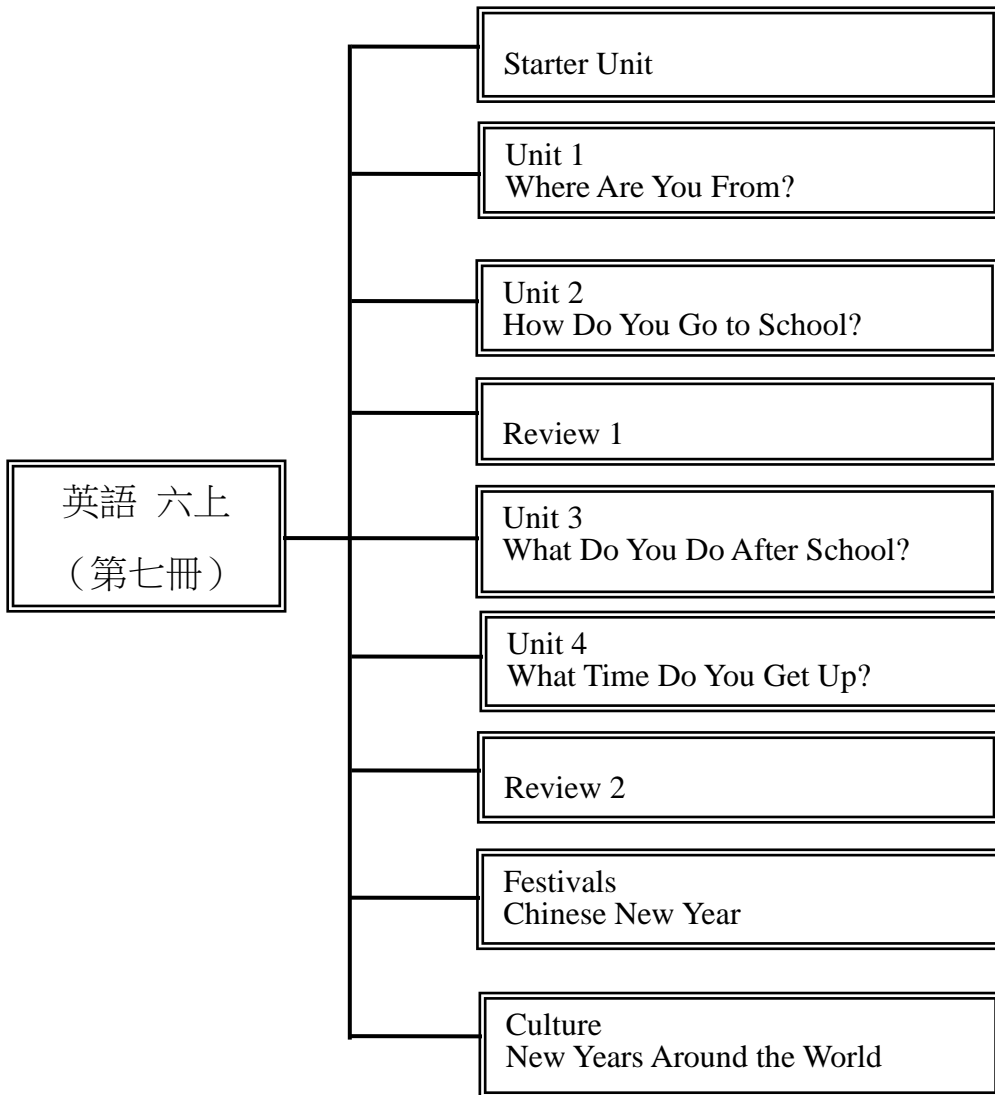 Starter Unit
Unit 1
Where Are You From?
Unit 2
How Do You Go to School?
Review 1
英語 六上
（第七冊）
Unit 3
What Do You Do After School?
Unit 4
What Time Do You Get Up?
Review 2
Festivals
Chinese New Year
Culture
New Years Around the World